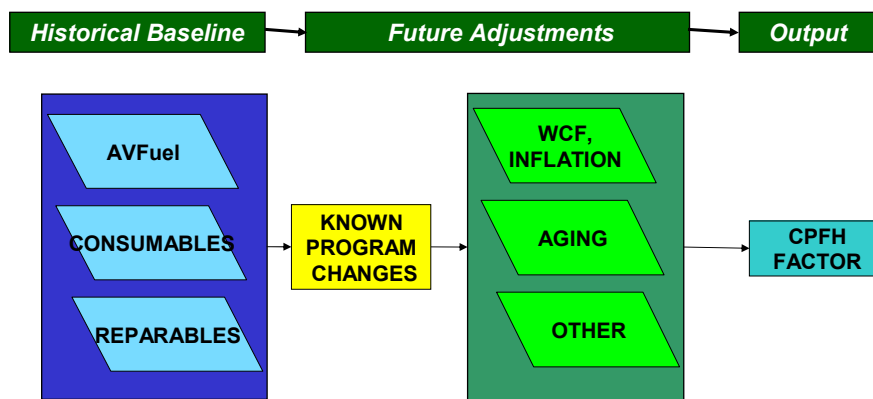 Historical Baseline
Future Adjustments
Output
AVFuel
CONSUMABLES
REPARABLES
KNOWN
PROGRAM
CHANGES
WCF,
INFLATION
AGING
OTHER
CPFH
FACTOR